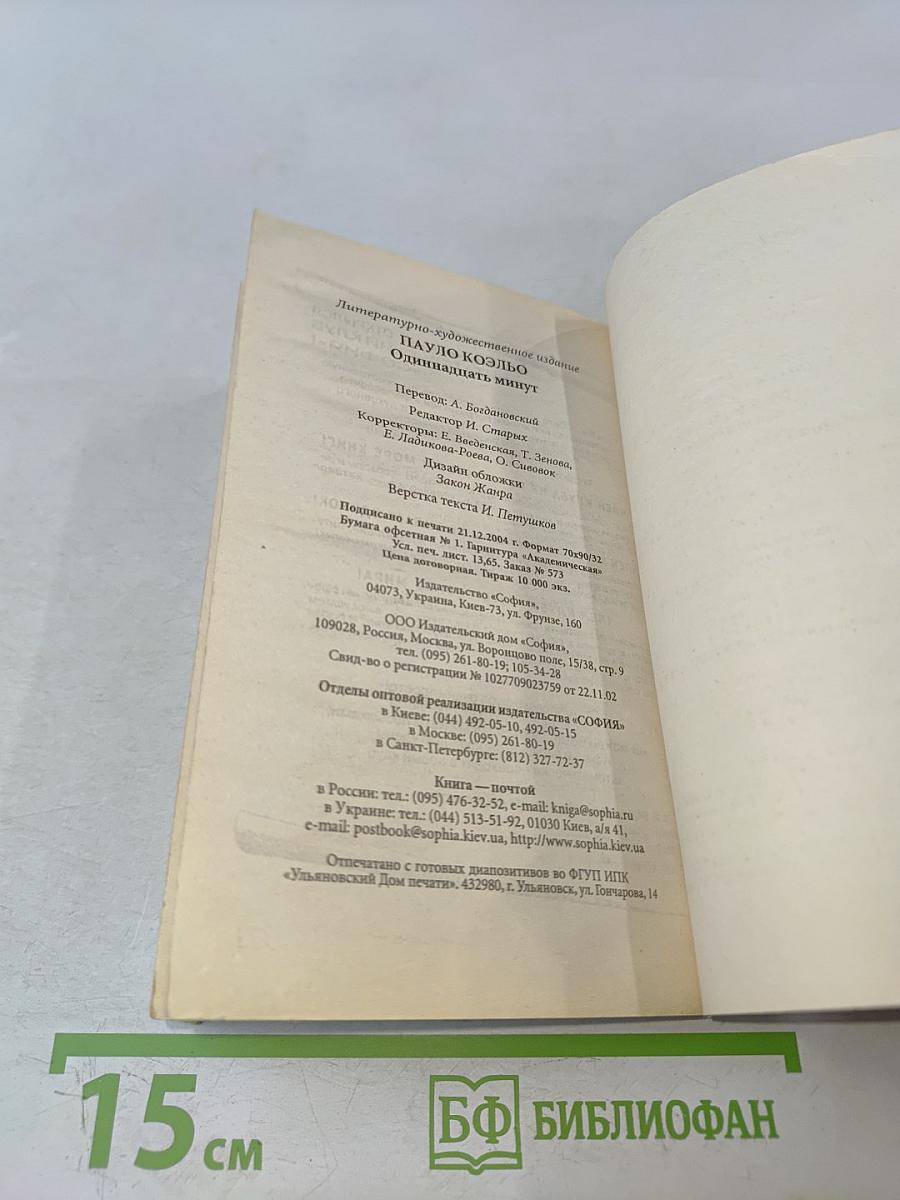 Литературно-художественное издание
ПАУЛО КОЭЛЬО
Одиннадцать минут
Перевод: А. Богдановский
Редактор И. Старых
Корректоры: Е. Введенская, Т. Зенова,
Е. Ладикова-Роева, О. Сивовок
Дизайн обложки
Закон Жанра
Верстка текста И. Петушков
Подписано к печати 21.12.2004 г. Формат 70х90/32
Бумага офсетная № 1. Гарнитура «Академическая»
Усл. печ. лист. 13,65. Заказ № 573
Цена договорная. Тираж 10 000 экз.
Издательство «София»,
04073, Украина, Киев-73, ул. Фрунзе, 160
ООО Издательский дом «София»,
109028, Россия, Москва, ул. Воронцово поле, 15/38, стр. 9
тел. (095) 261-80-19; 105-34-28
Свид-во о регистрации № 1027709023759 от 22.11.02
Отделы оптовой реализации издательства «СОФИЯ»
в Киеве: (044) 492-05-10, 492-05-15
в Москве: (095) 261-80-19
в Санкт-Петербурге: (812) 327-72-37
Книга — почтой
в России: тел.: (095) 476-32-52, e-mail: kniga@sophia.ru
в Украине: тел.: (044) 513-51-92, 01030 Киев, а/я 41,
e-mail: postbook@sophia.kiev.ua, http://www.sophia.kiev.ua
Отпечатано с готовых диапозитивов во ФГУП ИПК
«Ульяновский Дом печати». 432980, г. Ульяновск, ул. Гончарова, 14
15 см
БФ БИБЛИОФАН